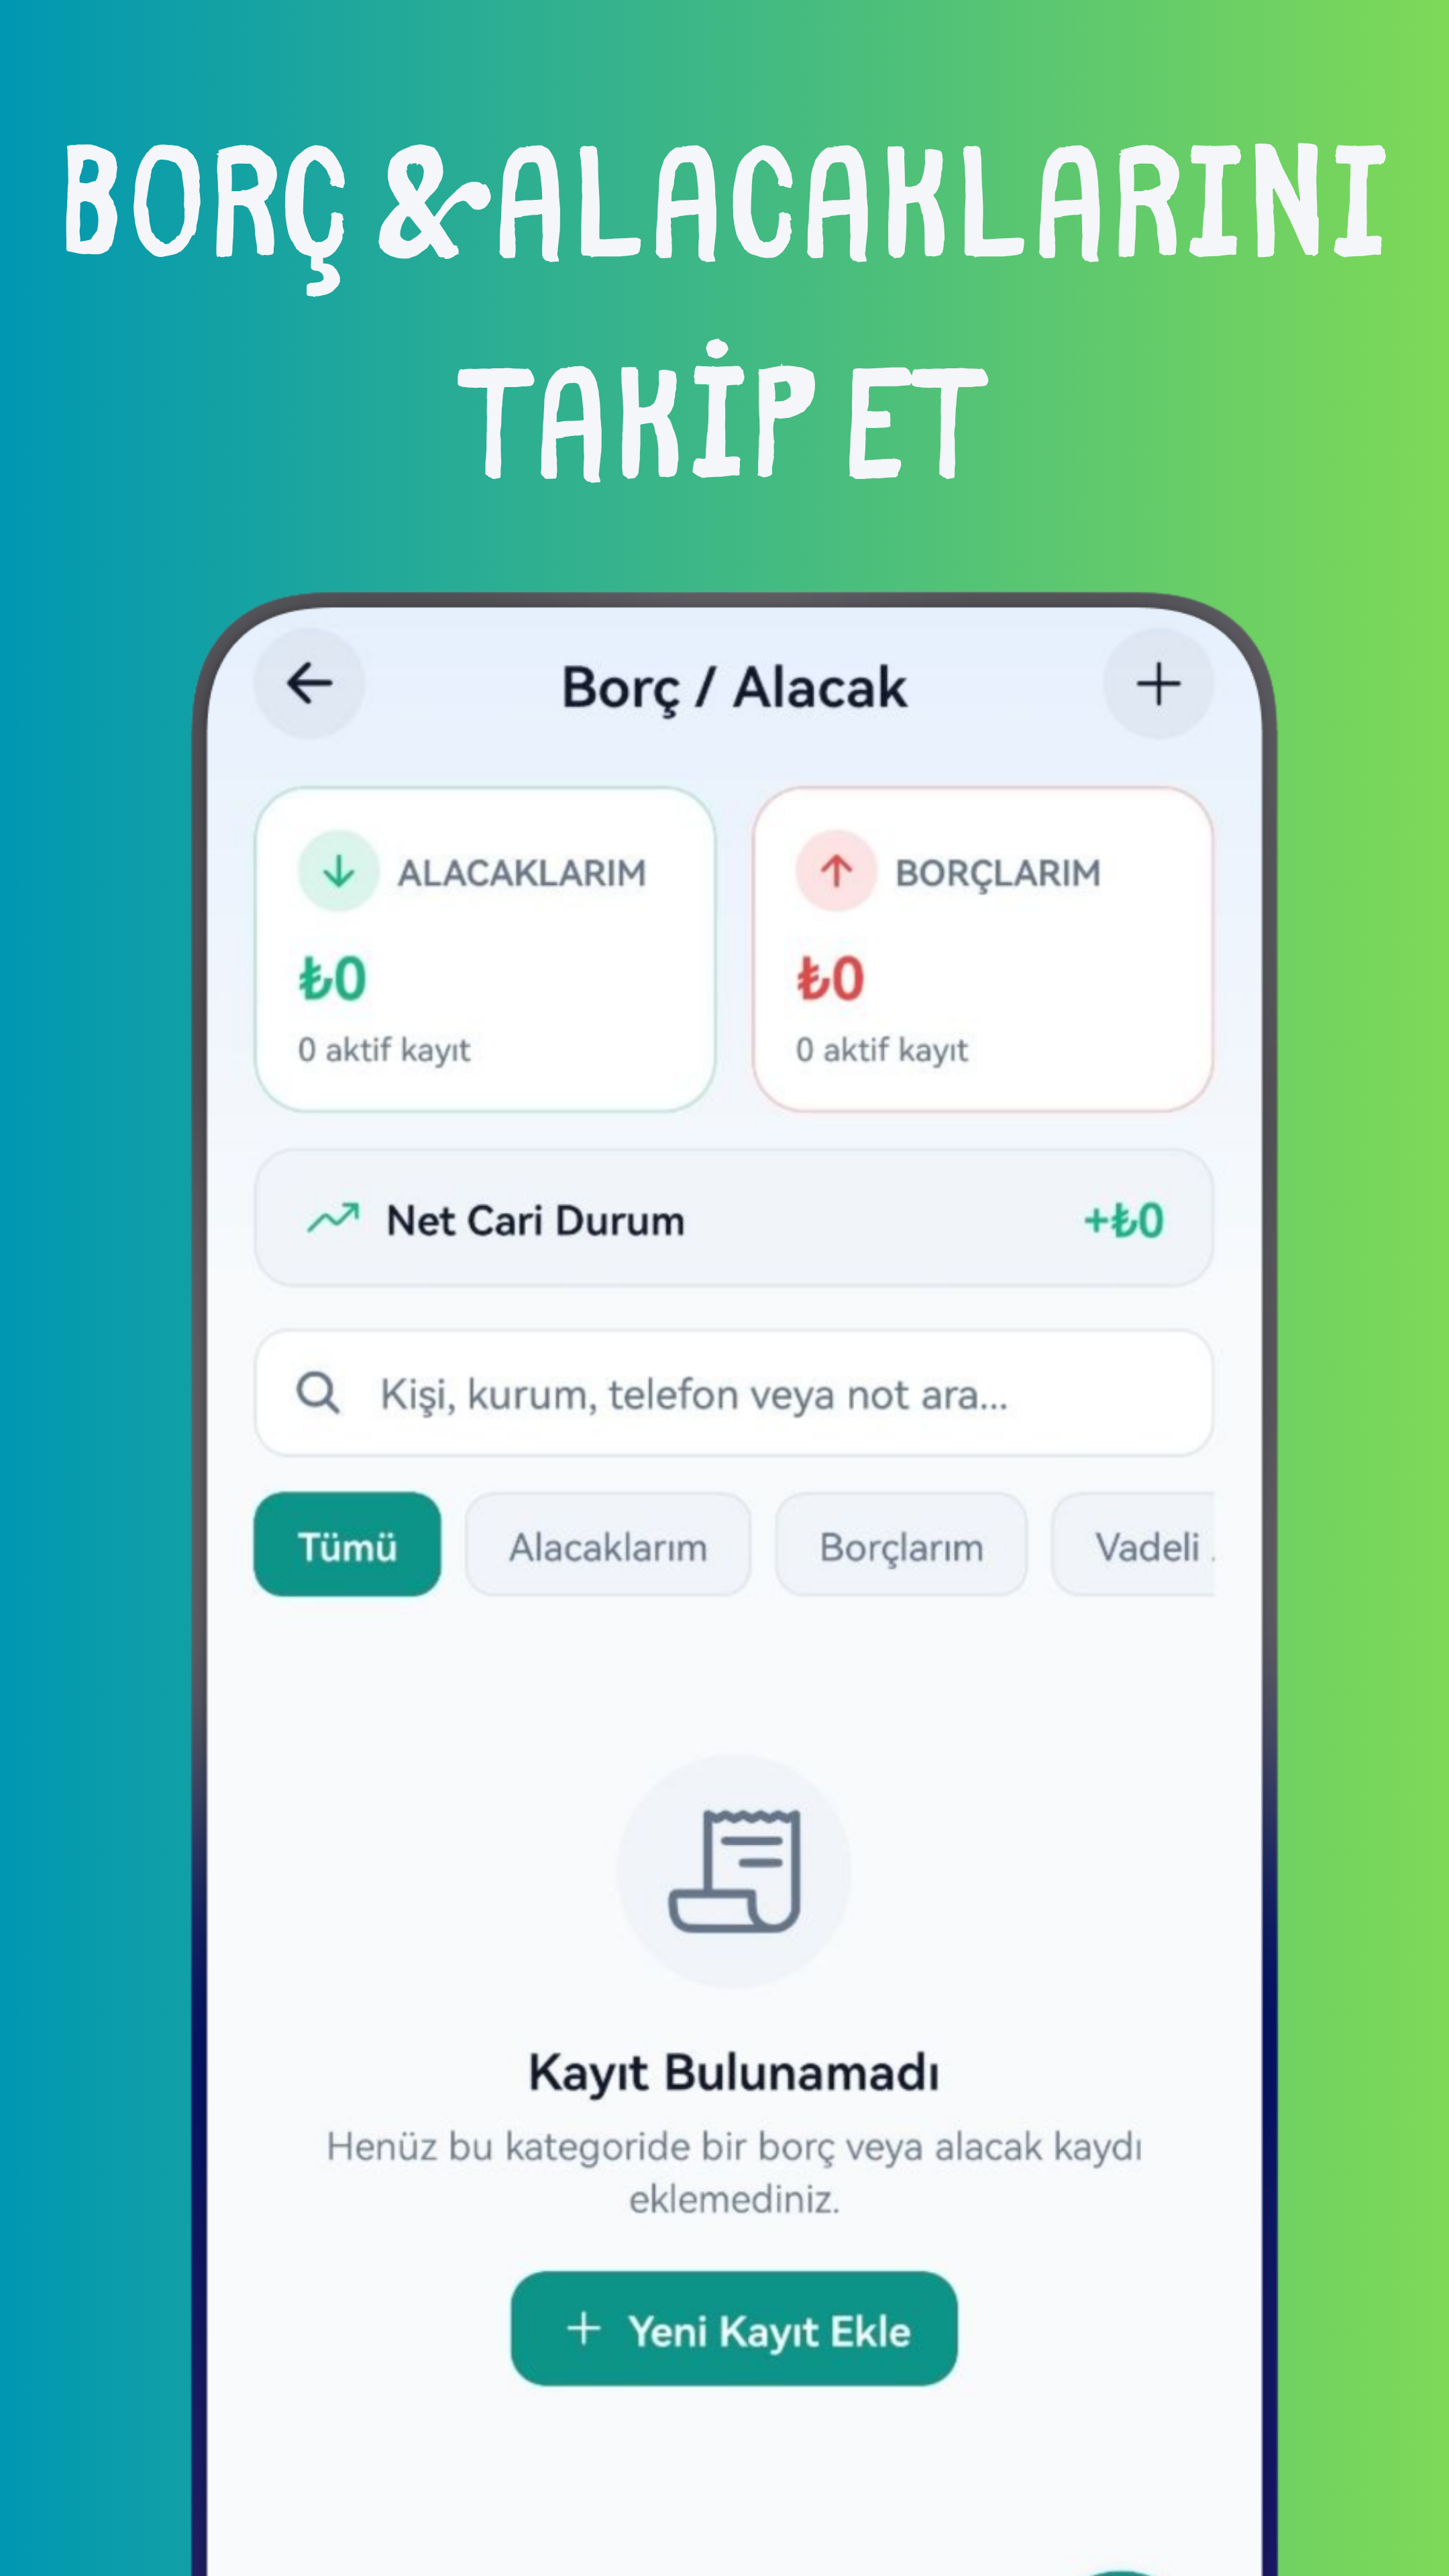 BORÇ & ALACAKLARINI
TAKİP ET
Borç / Alacak
ALACAKLARIM
₺0
0 aktif kayıt
BORÇLARIM
₺0
0 aktif kayıt
Net Cari Durum +₺0
Kişi, kurum, telefon veya not ara...
Tümü Alacaklarım Borçlarım Vadeli
Kayıt Bulunamadı
Henüz bu kategoride bir borç veya alacak kaydı
eklemediniz.
+ Yeni Kayıt Ekle